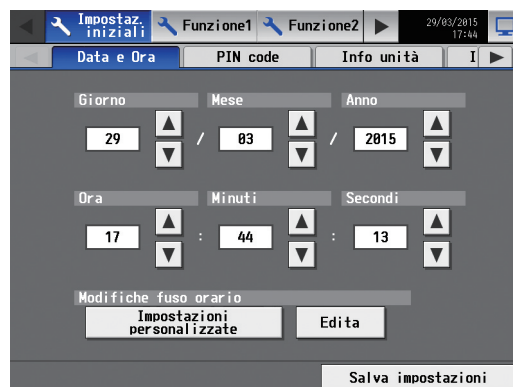 Impostaz. iniziali Funzione1 Funzione2 29/03/2015 17:44
Data e Ora PIN code Info unità I
Giorno Mese Anno
29 / 03 / 2015
Ora Minuti Secondi
17 : 44 : 13
Modifiche fuso orario
Impostazioni personalizzate Edita
Salva impostazioni